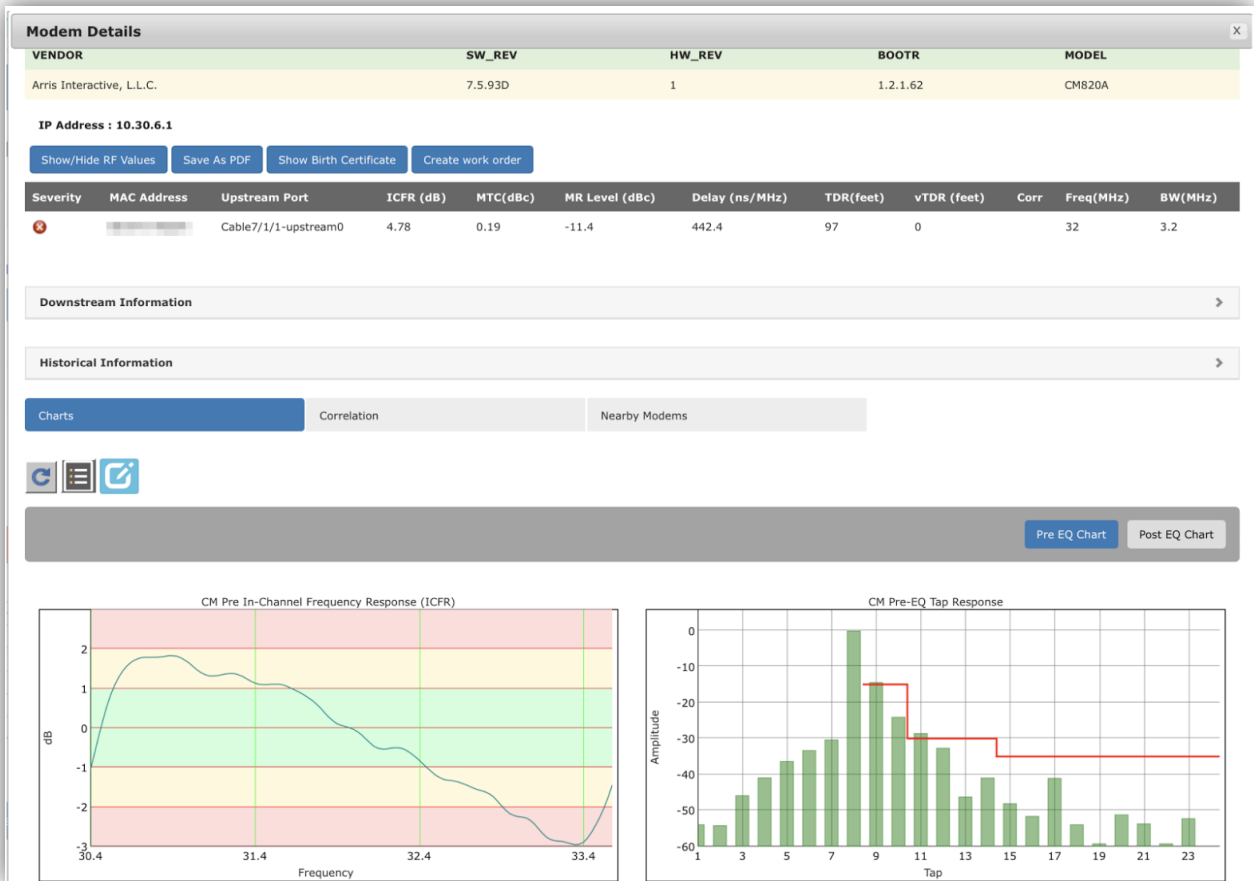 Modem Details
X
VENDOR SW_REV HW_REV BOOTR MODEL
Arris Interactive, L.L.C. 7.5.93D 1 1.2.1.62 CM820A
IP Address : 10.30.6.1
Show/Hide RF Values Save As PDF Show Birth Certificate Create work order
Severity MAC Address Upstream Port ICFR (dB) MTC(dBc) MR Level (dBc) Delay (ns/MHz) TDR(feet) vTDR (feet) Corr Freq(MHz) BW(MHz)
Cable7/1/1-upstream0 4.78 0.19 -11.4 442.4 97 0 32 3.2
Downstream Information
Historical Information
Charts Correlation Nearby Modems
Pre EQ Chart Post EQ Chart
CM Pre In-Channel Frequency Response (ICFR)
2
1
0
-1
-2
-3
dB
30.4 31.4 32.4 33.4
Frequency
CM Pre-EQ Tap Response
0
-10
-20
-30
-40
-50
-60
Amplitude
1 3 5 7 9 11 13 15 17 19 21 23
Tap